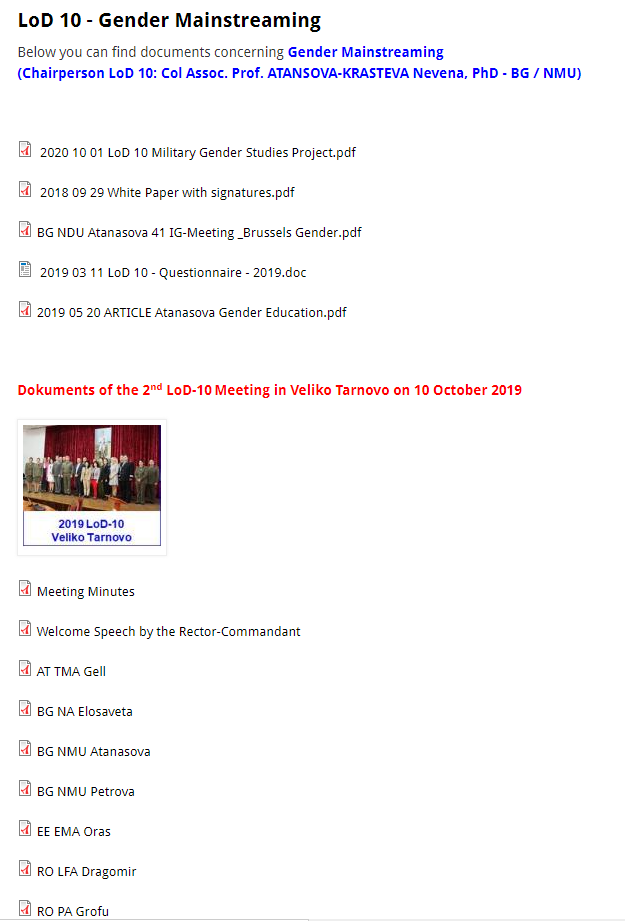 LoD 10 - Gender Mainstreaming
Below you can find documents concerning Gender Mainstreaming
(Chairperson LoD 10: Col Assoc. Prof. ATANSOVA-KRASTEVA Nevena, PhD - BG / NMU)
2020 10 01 LoD 10 Military Gender Studies Project.pdf
2018 09 29 White Paper with signatures.pdf
BG NDU Atanasova 41 IG-Meeting _Brussels Gender.pdf
2019 03 11 LoD 10 - Questionnaire - 2019.doc
2019 05 20 ARTICLE Atanasova Gender Education.pdf
Dokuments of the 2nd LoD-10 Meeting in Veliko Tarnovo on 10 October 2019
2019 LoD-10
Veliko Tarnovo
Meeting Minutes
Welcome Speech by the Rector-Commandant
AT TMA Gell
BG NA Elosaveta
BG NMU Atanasova
BG NMU Petrova
EE EMA Oras
RO LFA Dragomir
RO PA Grofu